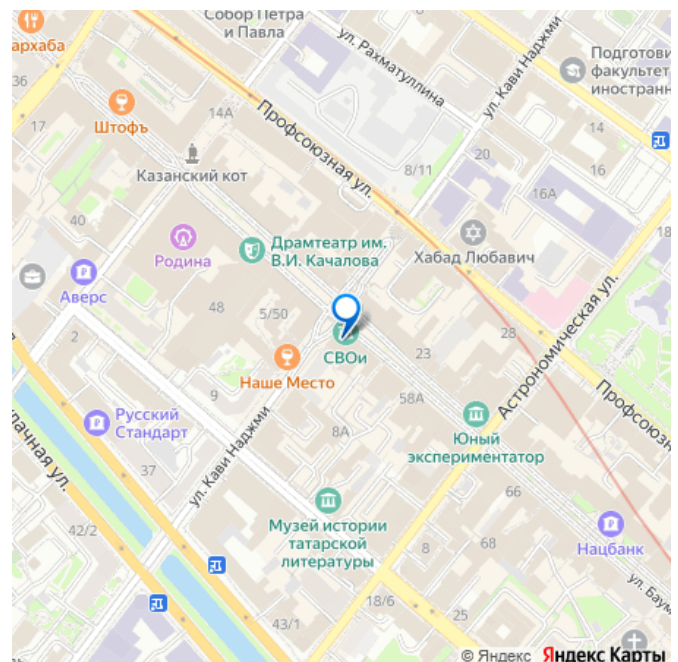 Собор Петра
и Павла
архаба
ул. Рахматуллина
ул. Кави Наджми
Подготови
факультет
иностранн
36
Штофъ
17
14А
Профсоюзная ул.
8/11
20
14
16
16А
18
Казанский кот
40
Родина
Драмтеатр им.
В.И. Качалова
Хабад Любавич
Аверс
48
5/50
2
СВОи
23
28
Астрономическая ул.
Наше Место
9
58А
Русский
Стандарт
8А
Юный
экспериментатор
Профсоюзн
37
ул. Кави Наджми
66
42/2
Музей истории
татарской
литературы
8
68
Нацбанк
ул. Баум
18/6
25
43/1
© Яндекс Яндекс Карты